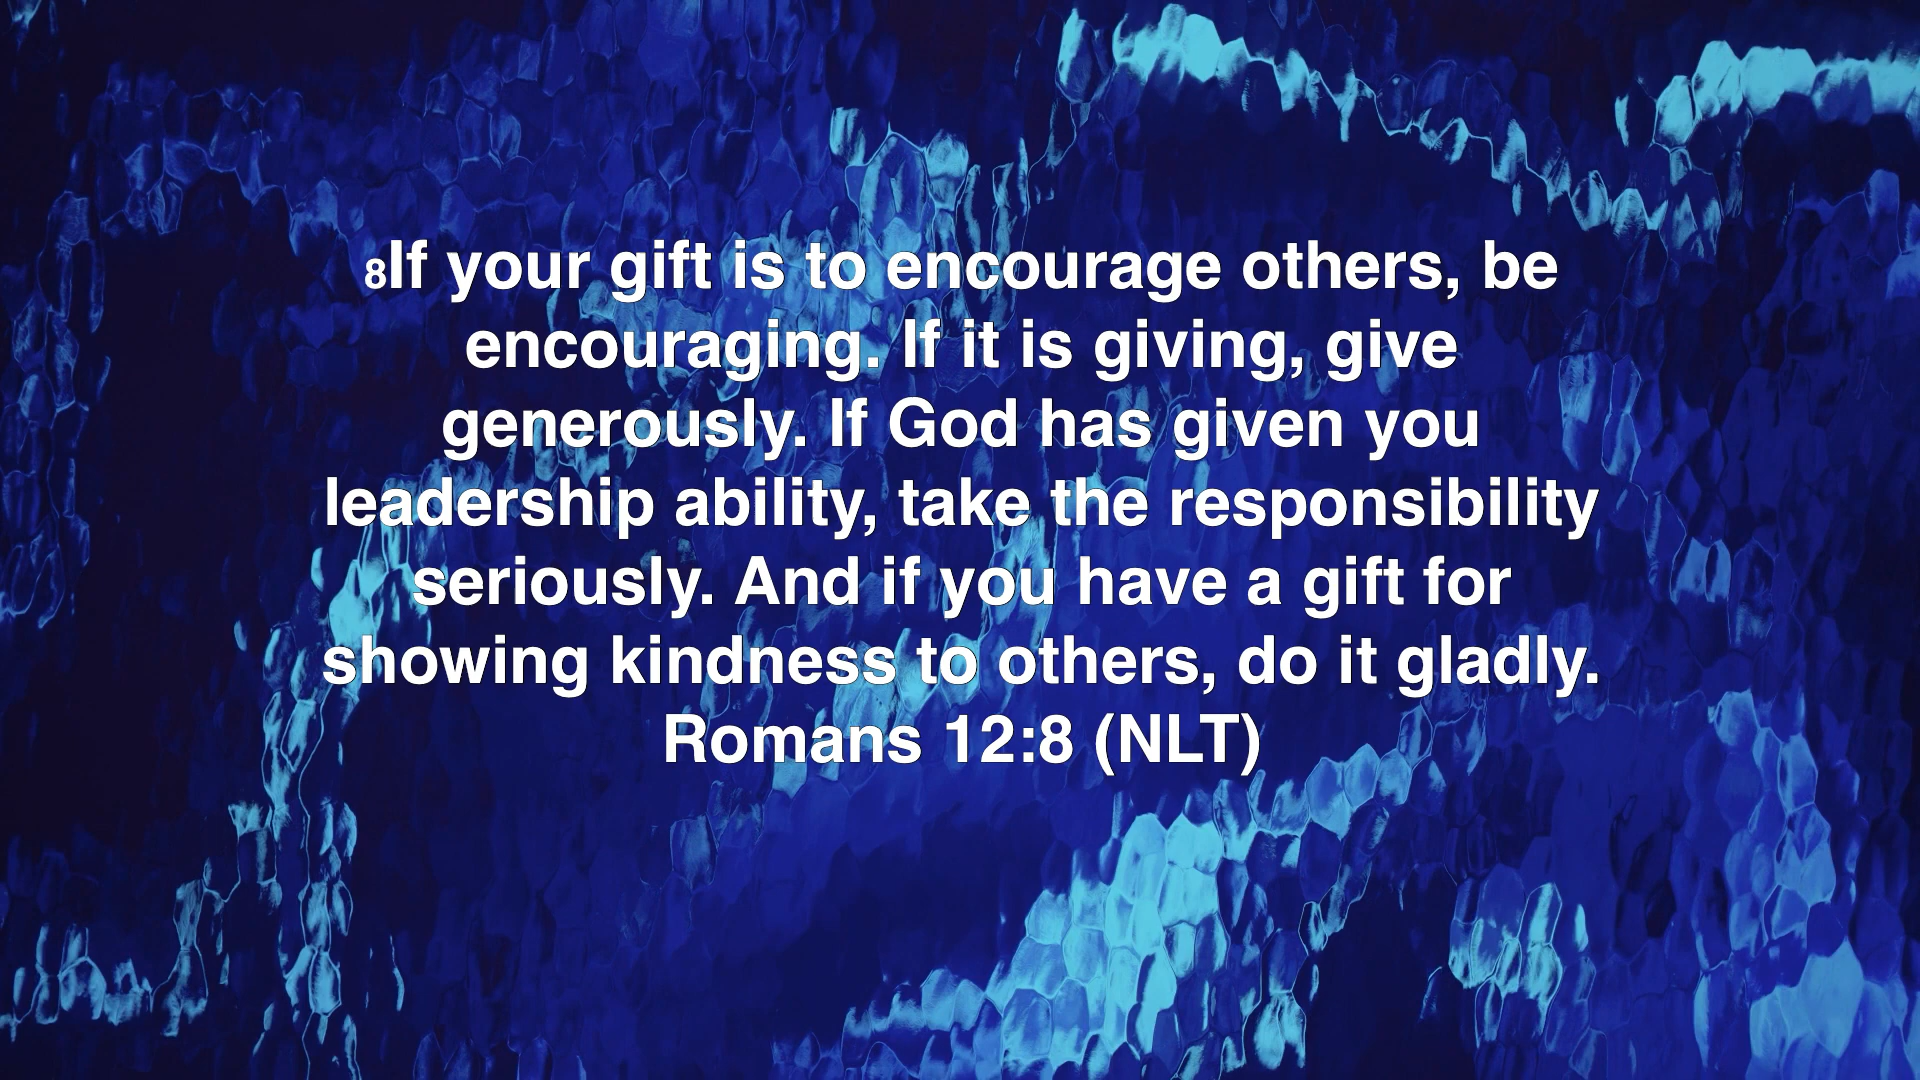 8If your gift is to encourage others, be
encouraging. If it is giving, give
generously. If God has given you
leadership ability, take the responsibility
seriously. And if you have a gift for
showing kindness to others, do it gladly.
Romans 12:8 (NLT)